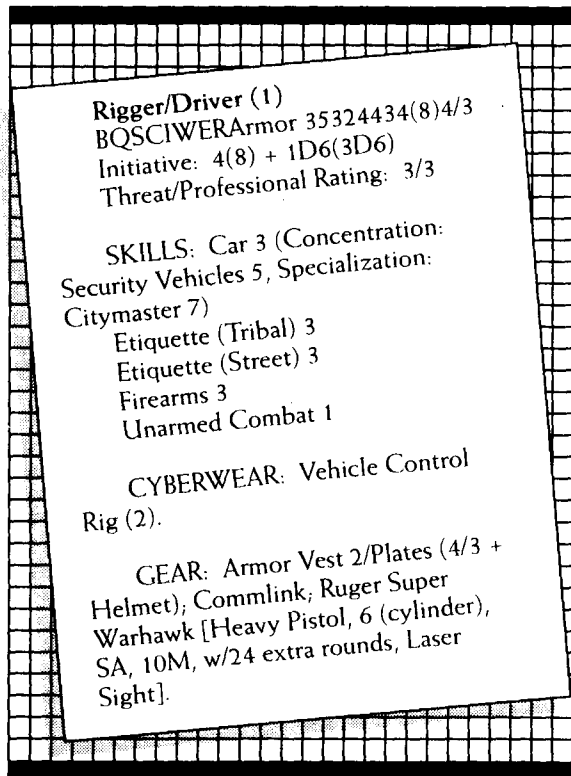 Rigger/Driver (1)
BQSCIWERArmor 35324434(8)4/3
Initiative: 4(8) + 1D6(3D6)
Threat/Professional Rating: 3/3
SKILLS: Car 3 (Concentration:
Security Vehicles 5, Specialization:
Citymaster 7)
Etiquette (Tribal) 3
Etiquette (Street) 3
Firearms 3
Unarmed Combat 1
CYBERWEAR: Vehicle Control
Rig (2).
GEAR: Armor Vest 2/Plates (4/3 +
Helmet); Commlink; Ruger Super
Warhawk [Heavy Pistol, 6 (cylinder),
SA, 10M, w/24 extra rounds, Laser
Sight].